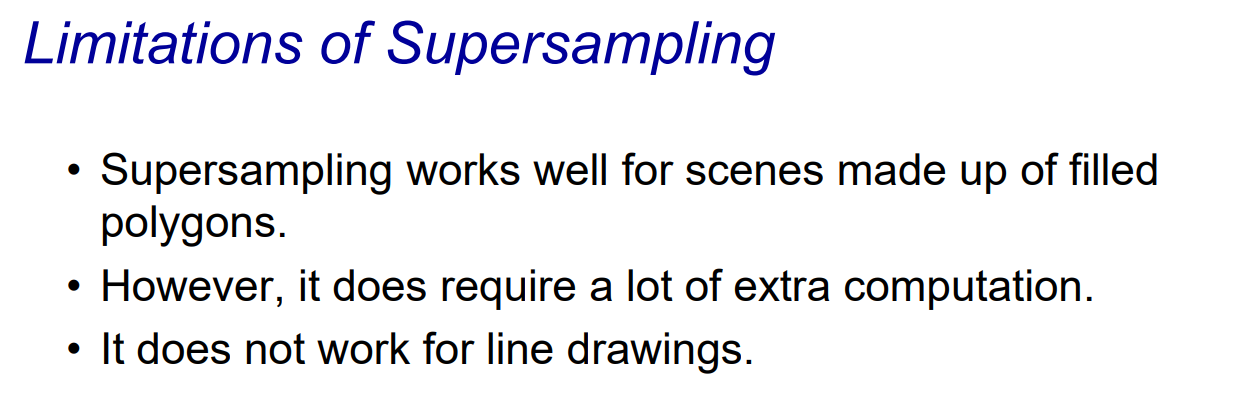 Limitations of Supersampling
• Supersampling works well for scenes made up of filled
polygons.
• However, it does require a lot of extra computation.
• It does not work for line drawings.